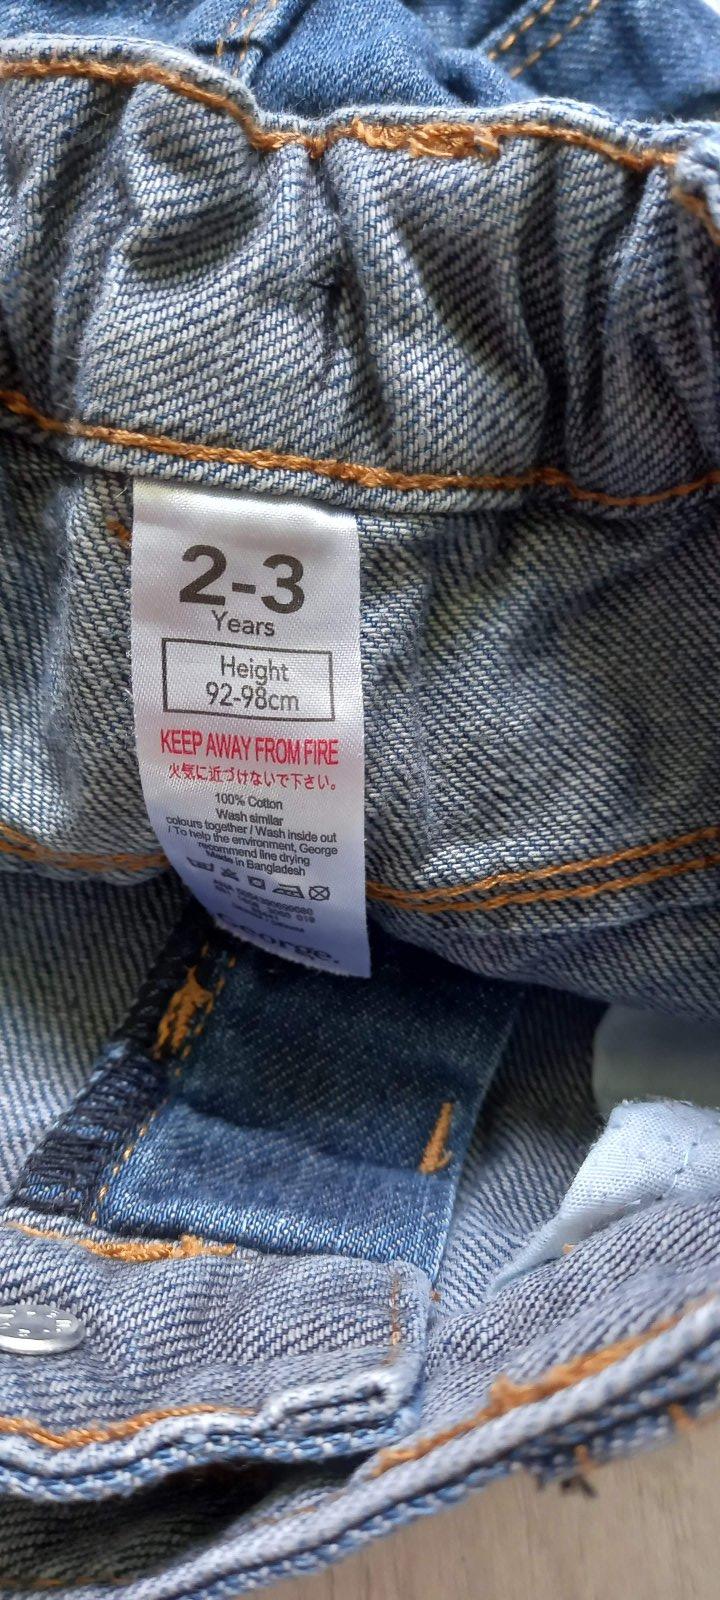 2-3
Years
Height
92-98cm
KEEP AWAY FROM FIRE
火気に近づけないで下さい。
100% Cotton
Wash similar
colours together / Wash inside out
/ To help the environment, George
recommend line drying
Made in Bangladesh
George.